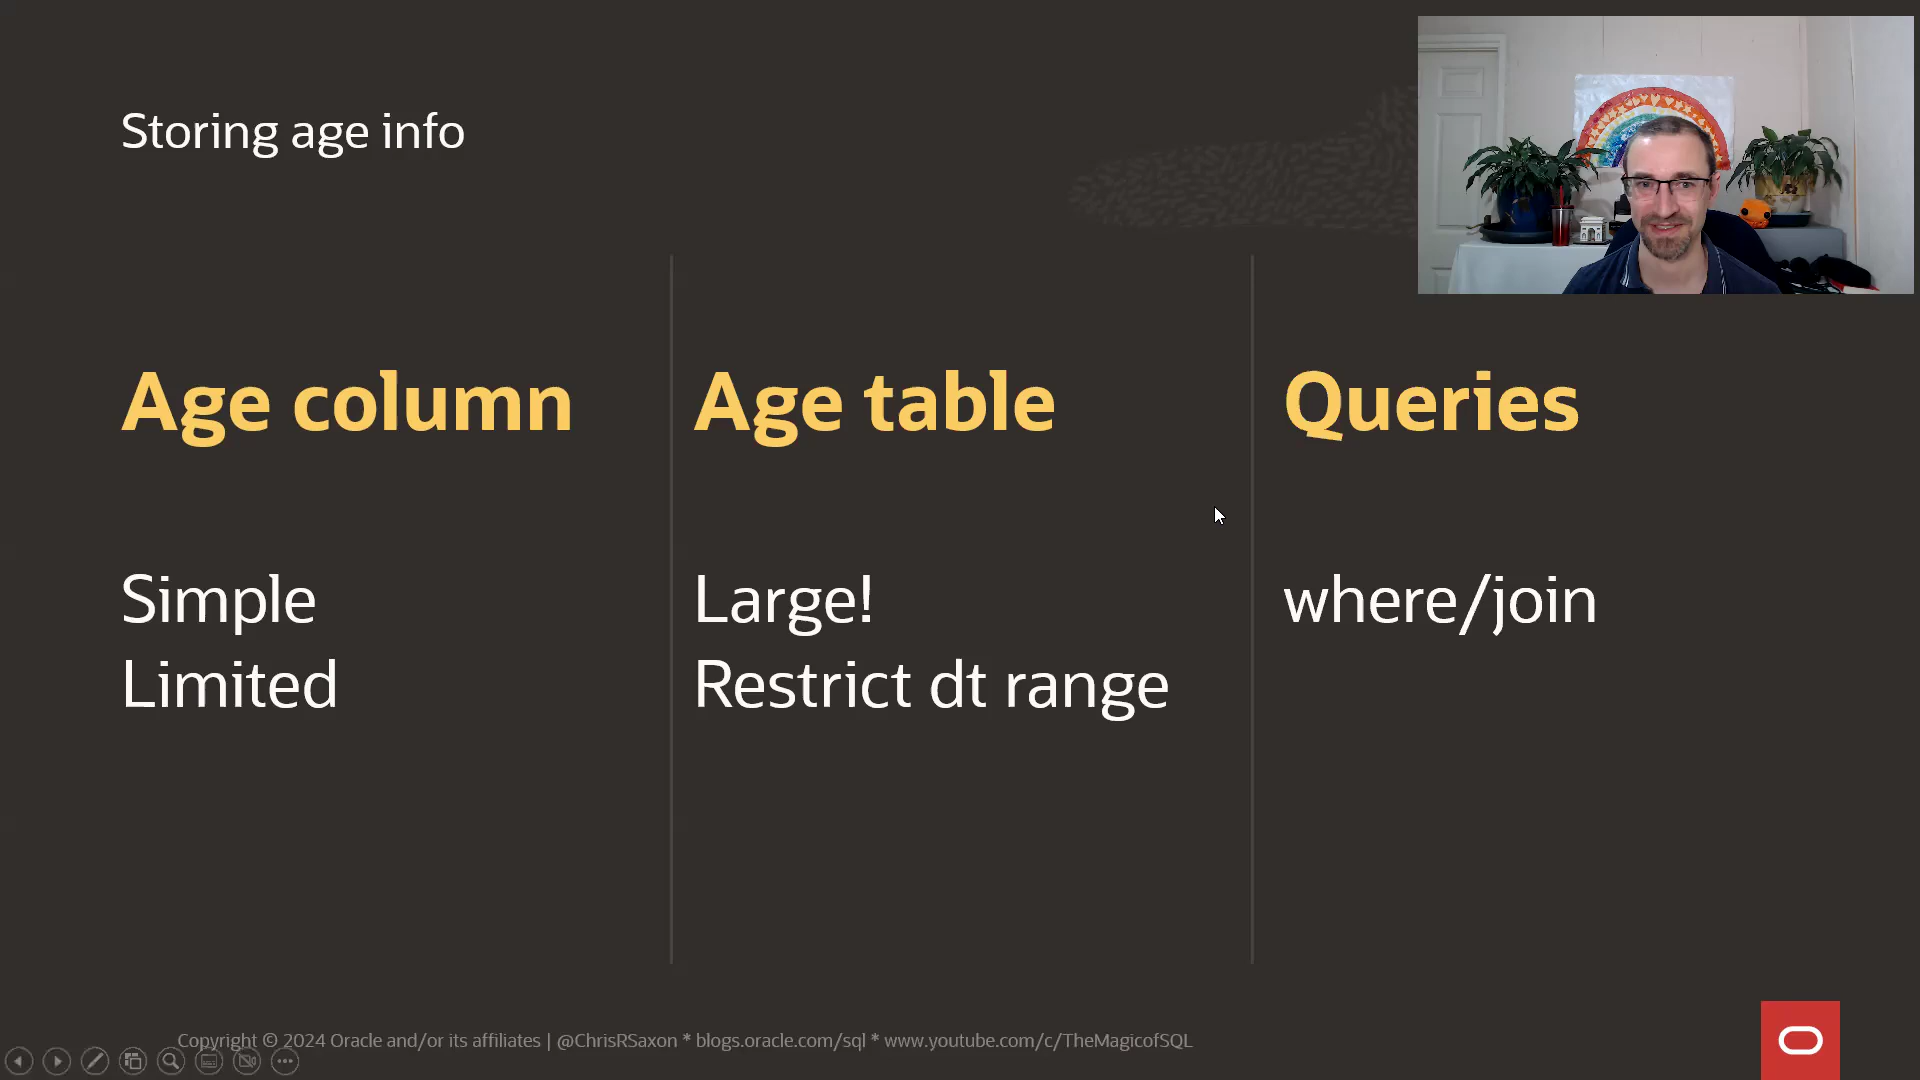 Storing age info
Age column
Simple
Limited
Age table
Large!
Restrict dt range
Queries
where/join
Copyright © 2024 Oracle and/or its affiliates | @ChrisRSaxon * blogs.oracle.com/sql * www.youtube.com/c/TheMagicofSQL